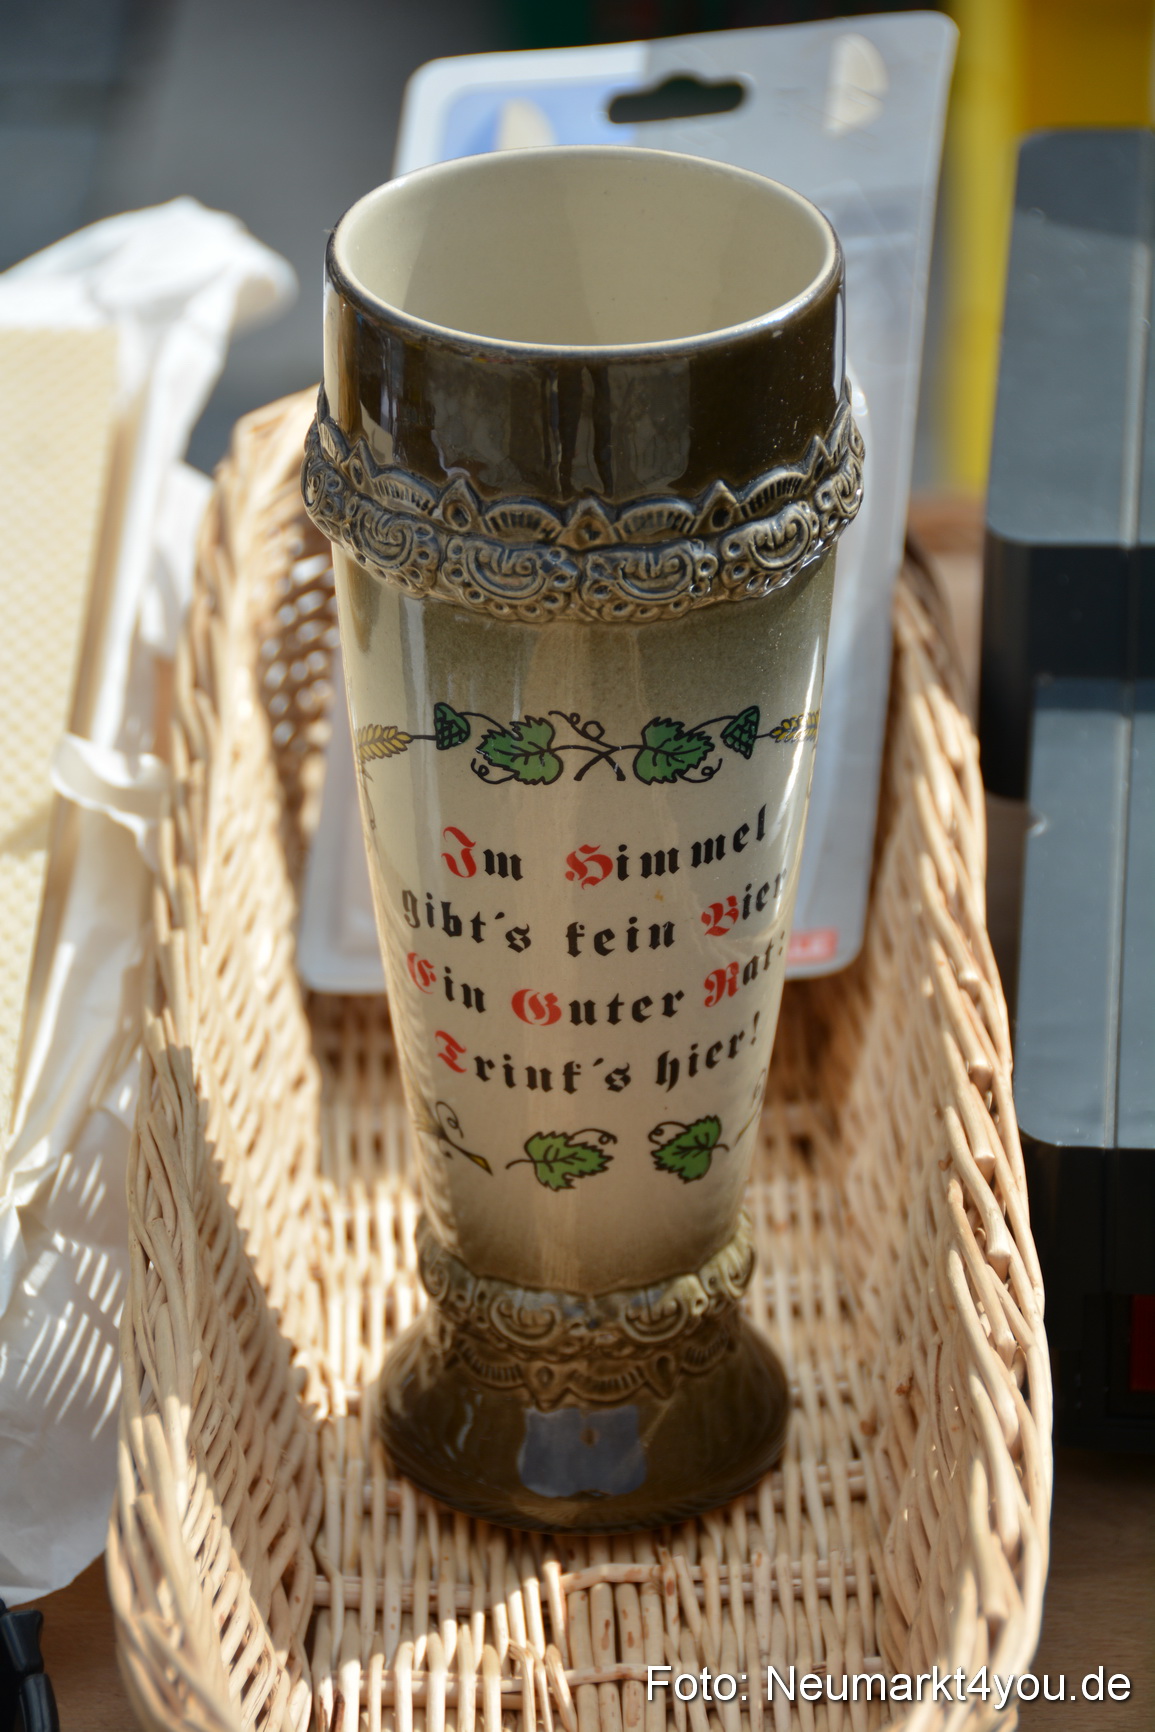 Im Himmel
gibt´s kein Bier
Ein Guter Rat:
Trink´s hier!
Foto: Neumarkt4you.de